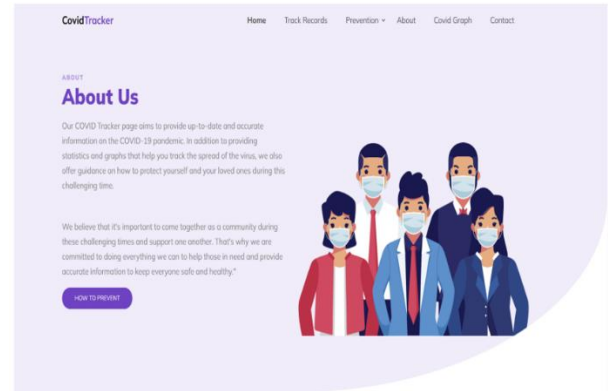 CovidTracker Home Track Records Prevention About Covid Graph Contact
ABOUT
About Us
Our COVID Tracker page aims to provide up-to-date and accurate
information on the COVID-19 pandemic. In addition to providing
statistics and graphs that help you track the spread of the virus, we also
offer guidance on how to protect yourself and your loved ones during this
challenging time.
We believe that it's important to come together as a community during
these challenging times and support one another. That's why we are
committed to doing everything we can to help those in need and provide
accurate information to keep everyone safe and healthy."
HOW TO PREVENT